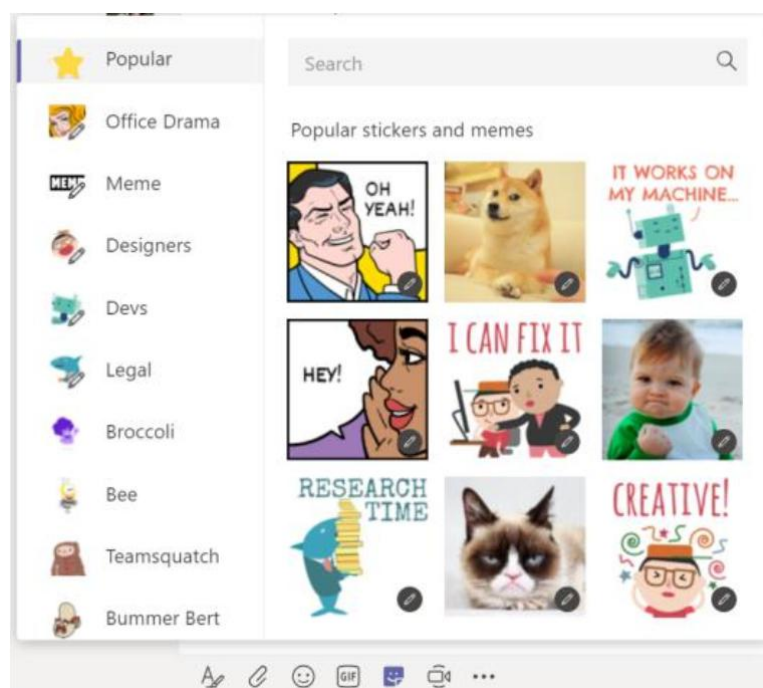 Popular
Office Drama
MEME
Meme
Designers
Devs
Legal
Broccoli
Bee
Teamsquatch
Bummer Bert
Search
Popular stickers and memes
OH
YEAH!
IT WORKS ON
MY MACHINE...
HEY!
I CAN FIX IT
RESEARCH
TIME
CREATIVE!
GIF